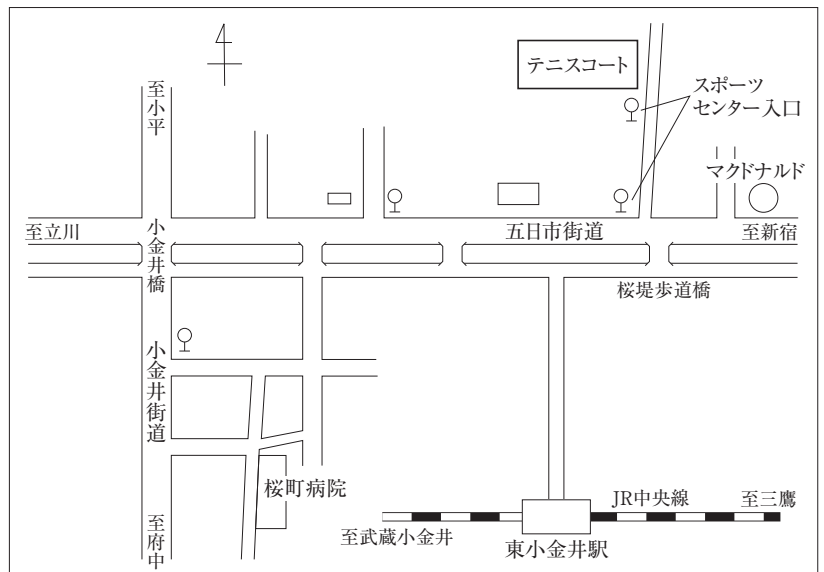 テニスコート
スポーツ
センター入口
至小平
マクドナルド
至立川
小金井橋
五日市街道
至新宿
桜堤歩道橋
小金井街道
桜町病院
JR中央線
至三鷹
至武蔵小金井
東小金井駅
至府中